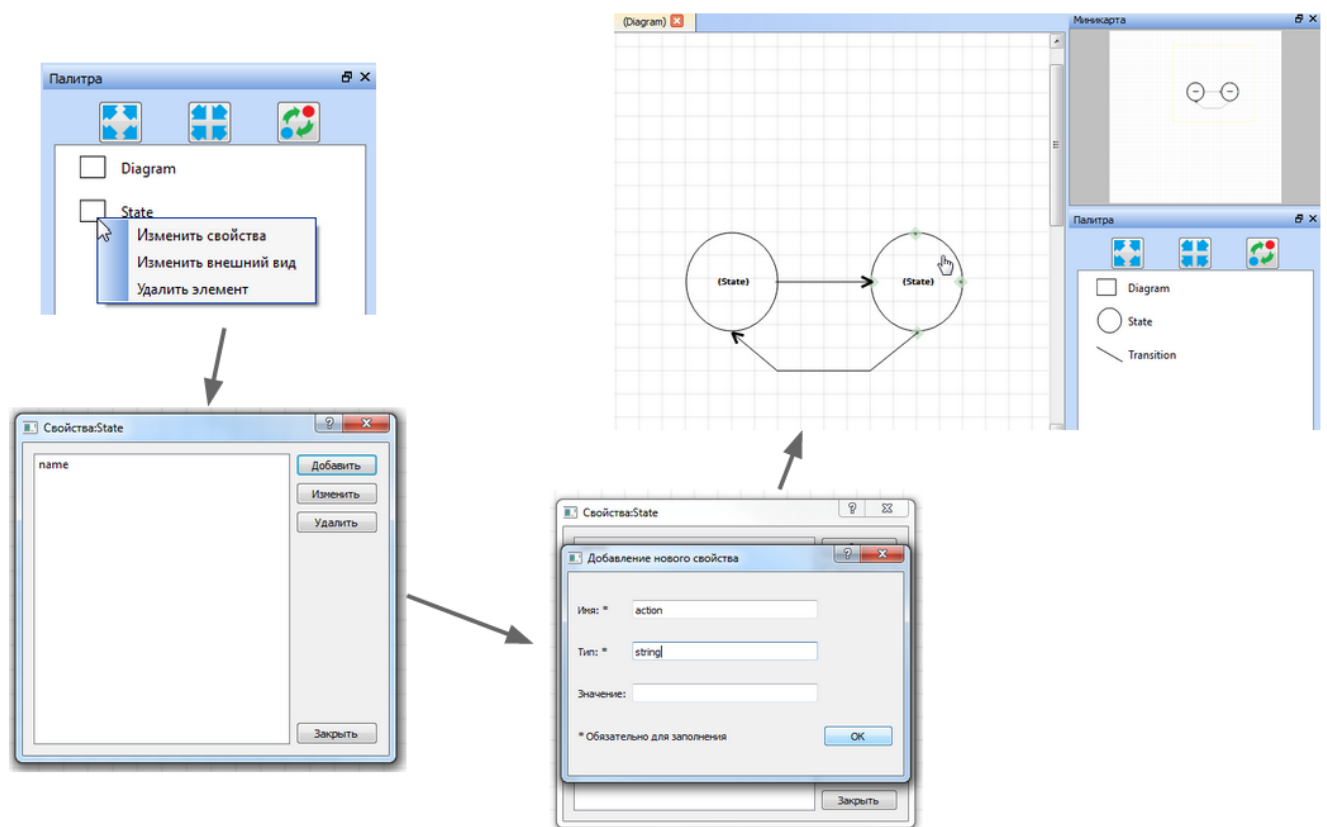 Палитра
Diagram
State
Изменить свойства
Изменить внешний вид
Удалить элемент
Свойства:State
name
Добавить
Изменить
Удалить
Закрыть
Свойства:State
Добавление нового свойства
Имя: *
action
Тип: *
string
Значение:
* Обязательно для заполнения
OK
Закрыть
(Diagram)
(State)
(State)
Миникарта
Палитра
Diagram
State
Transition